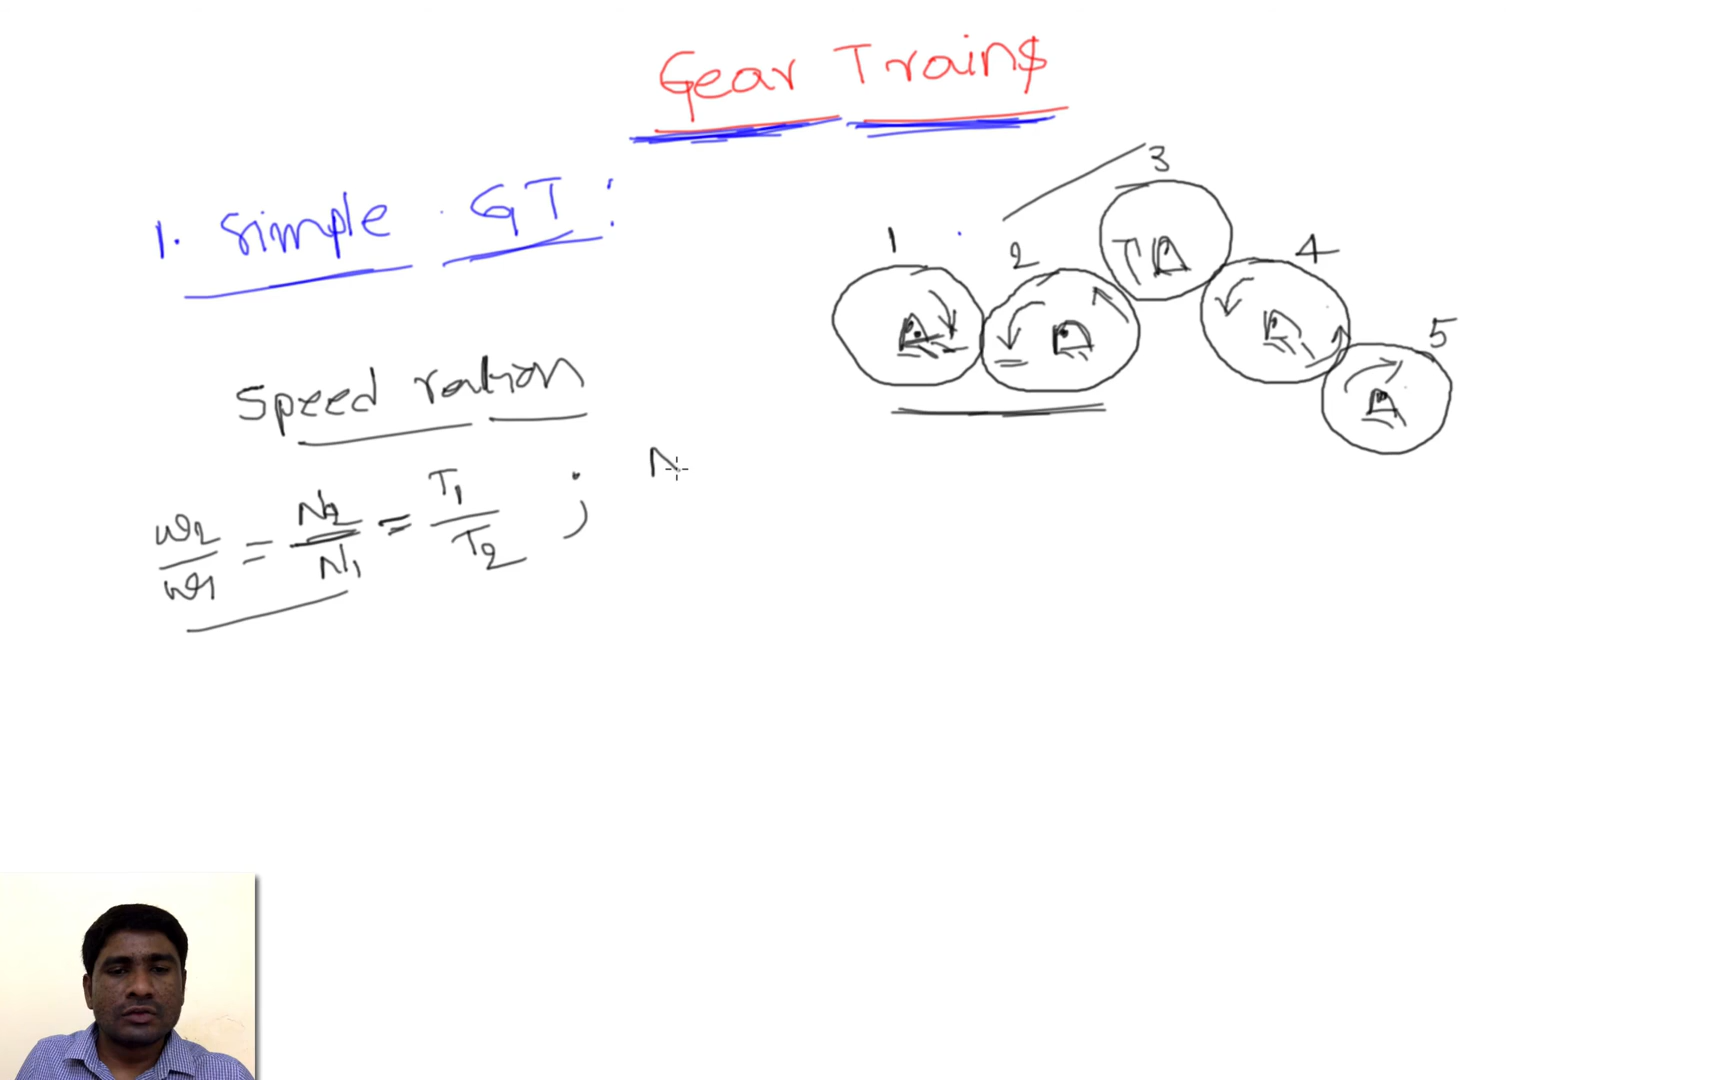 Gear Trains
1. Simple GT:
1 2 3 4 5
Speed ration
ω2/ω1 = N2/N1 = T1/T2 ; N